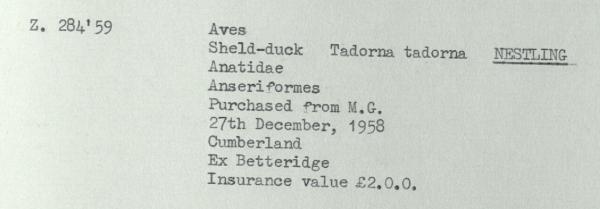 Z. 284'59 Aves
Sheld-duck Tadorna tadorna NESTLING
Anatidae
Anseriformes
Purchased from M.G.
27th December, 1958
Cumberland
Ex Betteridge
Insurance value £2.0.0.